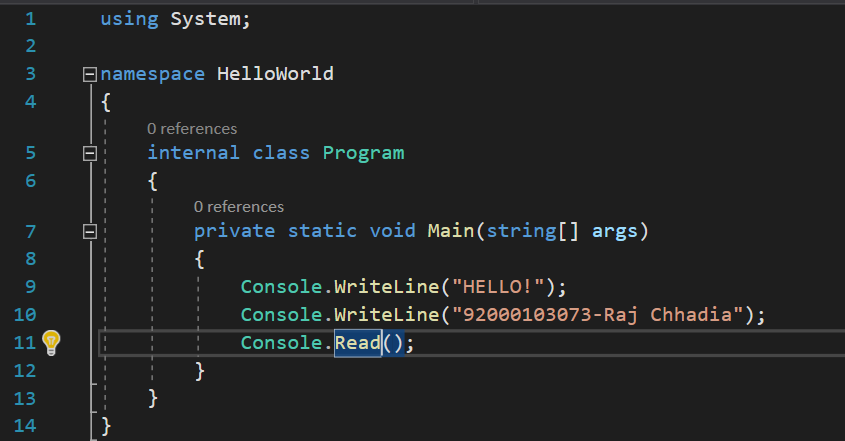 1 using System;
2
3 namespace HelloWorld
4 {
0 references
5 internal class Program
6 {
0 references
7 private static void Main(string[] args)
8 {
9 Console.WriteLine("HELLO!");
10 Console.WriteLine("92000103073-Raj Chhadia");
11 Console.Read();
12 }
13 }
14 }